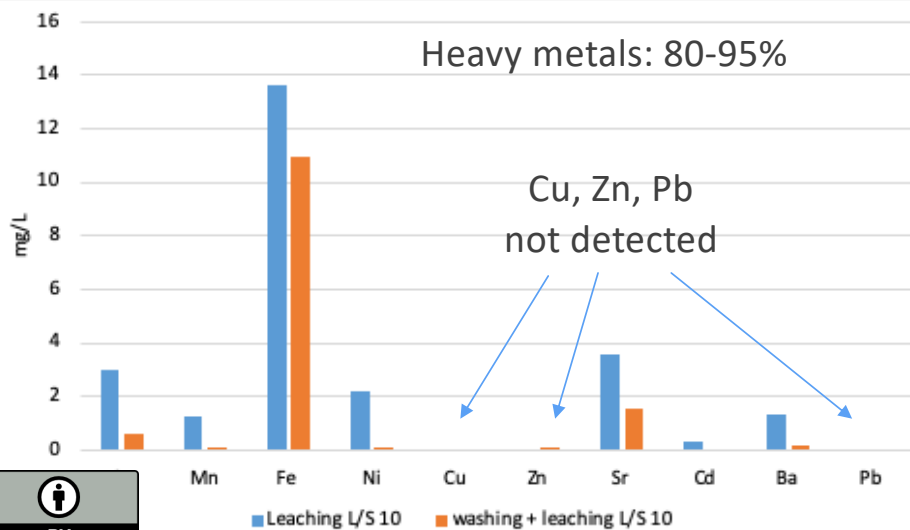 16
Heavy metals: 80-95%
14
12
10
Cu, Zn, Pb
not detected
mg/L
8
6
4
2
0
Mn Fe Ni Cu Zn Sr Cd Ba Pb
Leaching L/S 10 washing + leaching L/S 10